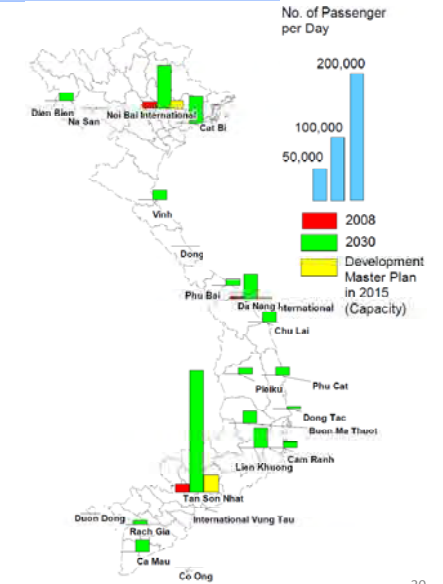 No. of Passenger
per Day
200,000
100,000
50,000
2008
2030
Development
Master Plan
in 2015
(Capacity)
Dian Bien
Na San
Noi Bai International
Cat Bi
Vinh
Dong
Phu Bai
Da Nang International
Chu Lai
Pleiku
Phu Cat
Dong Tac
Buon Ma Thuot
Cam Ranh
Lien Khuong
Tan Son Nhat
Duon Dong
International Vung Tau
Rach Gia
Ca Mau
Co Ong